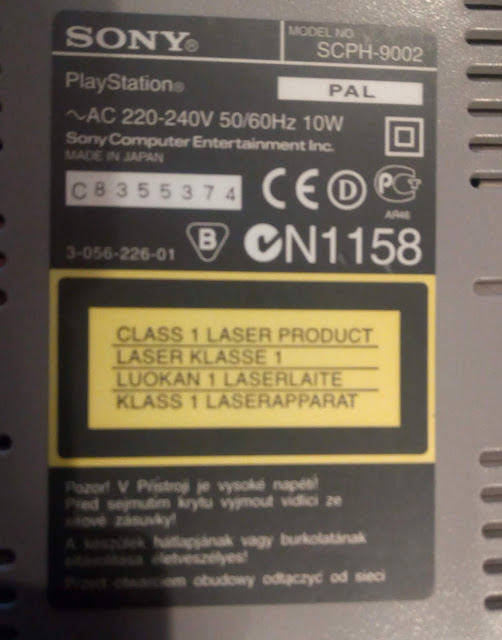 SONY®
MODEL NO.
SCPH-9002
PlayStation®
PAL
~AC 220-240V 50/60Hz 10W
Sony Computer Entertainment Inc.
MADE IN JAPAN
C8355374
CE D PCT
AR46
3-056-226-01
B
N1158
CLASS 1 LASER PRODUCT
LASER KLASSE 1
LUOKAN 1 LASERLAITE
KLASS 1 LASERAPPARAT
Pozor! V Přístroji je vysoké napětí!
Před sejmutím krytu vyjmout vidlici ze
síťové zásuvky!
A készülék hátlapjának vagy burkolatának
eltávolítása életveszélyes!
Przed otwarciem obudowy odłączyć od sieci